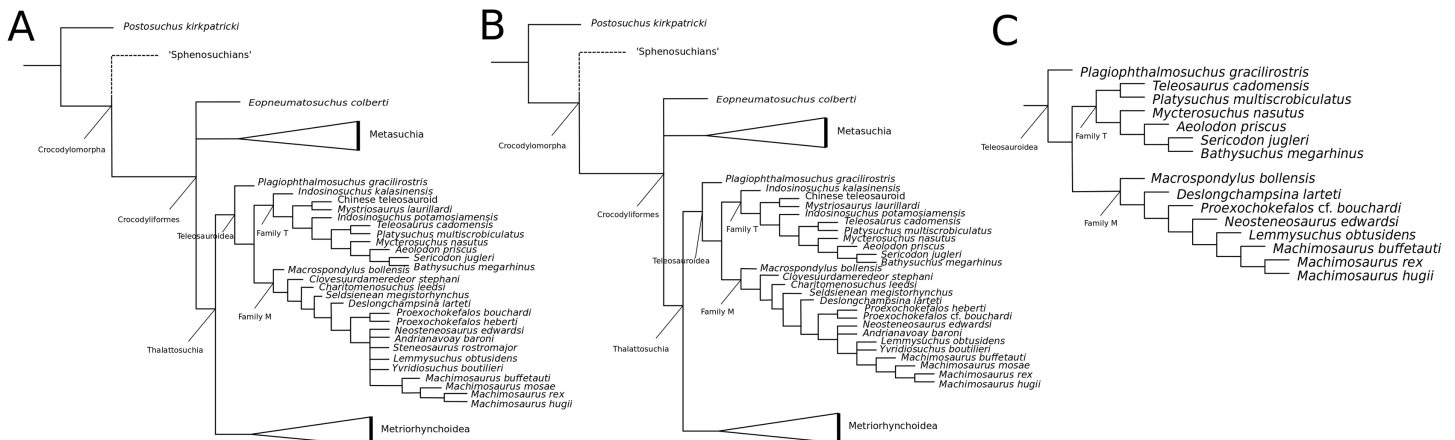 A
Postosuchus kirkpatricki
'Sphenosuchians'
Eopneumatosuchus colberti
Metasuchia
Crocodylomorpha
Plagiophthalmosuchus gracilirostris
Indosinosuchus kalasinensis
Chinese teleosauroid
Mystriosaurus laurillardi
Crocodyliformes
Indosinosuchus potamosiamensis
Teleosaurus cadomensis
Teleosauroidea
Family T
Platysuchus multiscrobiculatus
Mycterosuchus nasutus
Aeolodon priscus
Sericodon jugleri
Bathysuchus megarhinus
Macrospondylus bollensis
Clovesuurdameredeor stephani
Charitomenosuchus leedsi
Seldsienean megistorhynchus
Deslongchampsina larteti
Family M
Proexochokefalos bouchardi
Proexochokefalos heberti
Neosteneosaurus edwardsi
Andrianavoay baroni
Steneosaurus rostromajor
Thalattosuchia
Lemmysuchus obtusidens
Yvridiosuchus boutilieri
Machimosaurus buffetauti
Machimosaurus mosae
Machimosaurus rex
Machimosaurus hugii
Metriorhynchoidea
B
Postosuchus kirkpatricki
'Sphenosuchians'
Eopneumatosuchus colberti
Metasuchia
Crocodylomorpha
Plagiophthalmosuchus gracilirostris
Indosinosuchus kalasinensis
Chinese teleosauroid
Mystriosaurus laurillardi
Crocodyliformes
Indosinosuchus potamosiamensis
Teleosaurus cadomensis
Family T
Platysuchus multiscrobiculatus
Mycterosuchus nasutus
Aeolodon priscus
Sericodon jugleri
Teleosauroidea
Bathysuchus megarhinus
Macrospondylus bollensis
Clovesuurdameredeor stephani
Charitomenosuchus leedsi
Seldsienean megistorhynchus
Deslongchampsina larteti
Family M
Proexochokefalos heberti
Proexochokefalos cf. bouchardi
Neosteneosaurus edwardsi
Andrianavoay baroni
Thalattosuchia
Lemmysuchus obtusidens
Yvridiosuchus boutilieri
Machimosaurus buffetauti
Machimosaurus mosae
Machimosaurus rex
Machimosaurus hugii
Metriorhynchoidea
C
Plagiophthalmosuchus gracilirostris
Teleosaurus cadomensis
Platysuchus multiscrobiculatus
Mycterosuchus nasutus
Family T
Aeolodon priscus
Teleosauroidea
Sericodon jugleri
Bathysuchus megarhinus
Macrospondylus bollensis
Deslongchampsina larteti
Family M
Proexochokefalos cf. bouchardi
Neosteneosaurus edwardsi
Lemmysuchus obtusidens
Machimosaurus buffetauti
Machimosaurus rex
Machimosaurus hugii